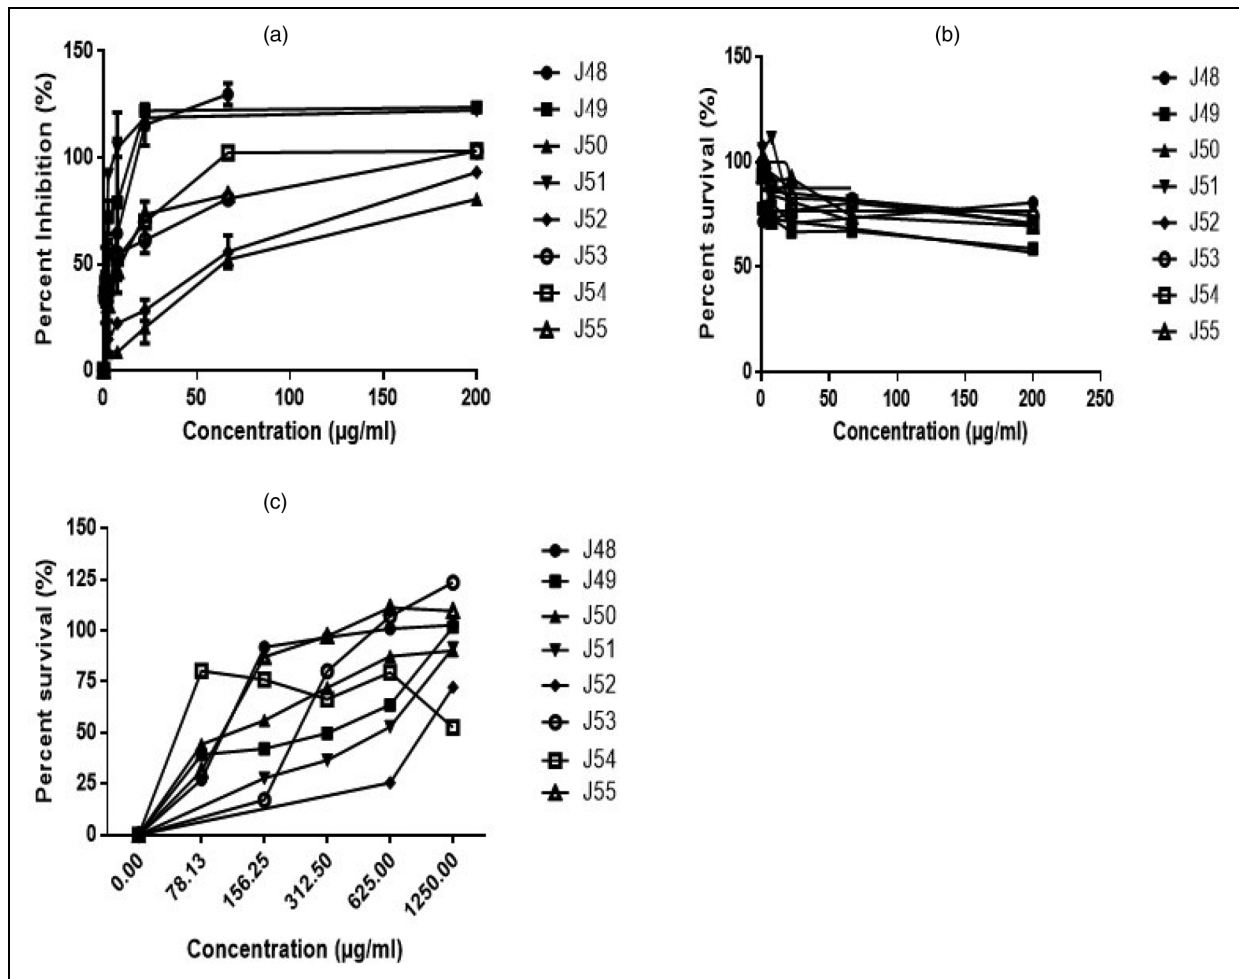 (a)
150
100
50
0
0 50 100 150 200
Percent Inhibition (%)
Concentration (µg/ml)
J48
J49
J50
J51
J52
J53
J54
J55
(b)
150
100
50
0
0 50 100 150 200 250
Percent survival (%)
Concentration (µg/ml)
J48
J49
J50
J51
J52
J53
J54
J55
(c)
150
125
100
75
50
25
0
0.00 78.13 156.25 312.50 625.00 1250.00
Percent survival (%)
Concentration (µg/ml)
J48
J49
J50
J51
J52
J53
J54
J55